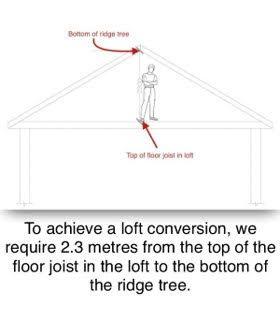 Bottom of ridge tree
Top of floor joist in loft
To achieve a loft conversion, we
require 2.3 metres from the top of the
floor joist in the loft to the bottom of
the ridge tree.